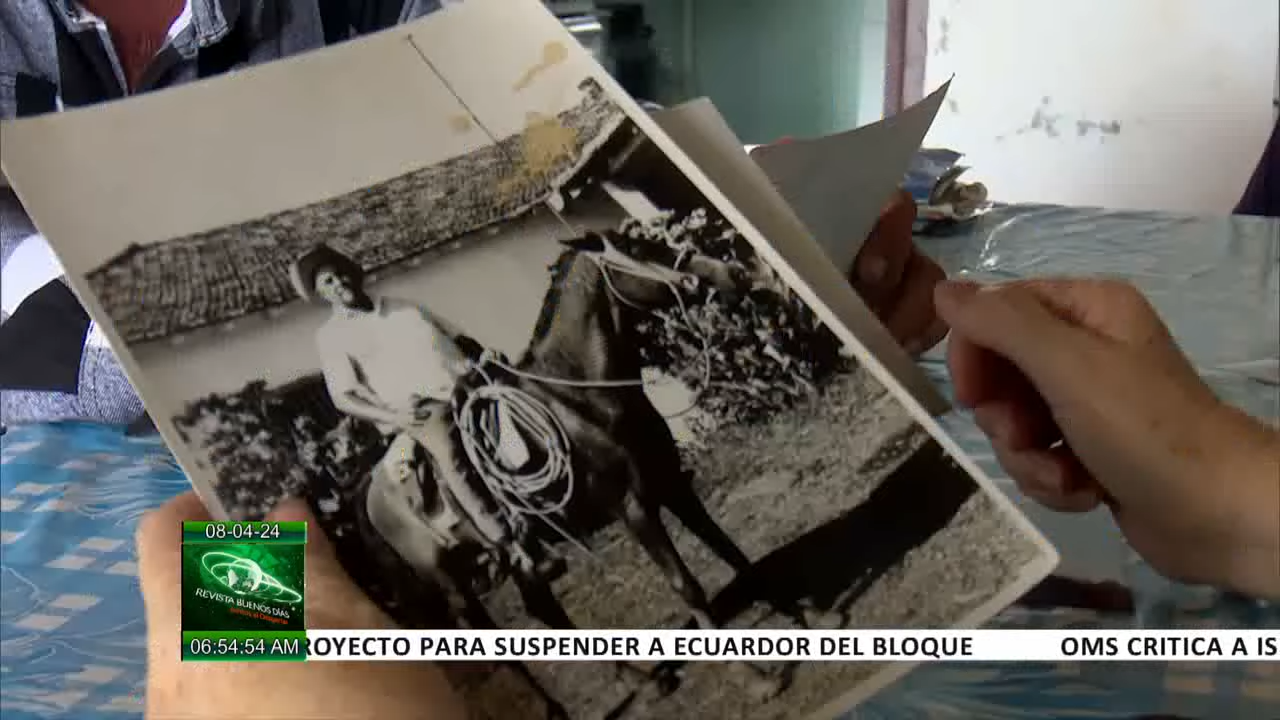 08-04-24
REVISTA BUENOS DÍAS
06:54:54 AM
ROYECTO PARA SUSPENDER A ECUARDOR DEL BLOQUE OMS CRITICA A IS